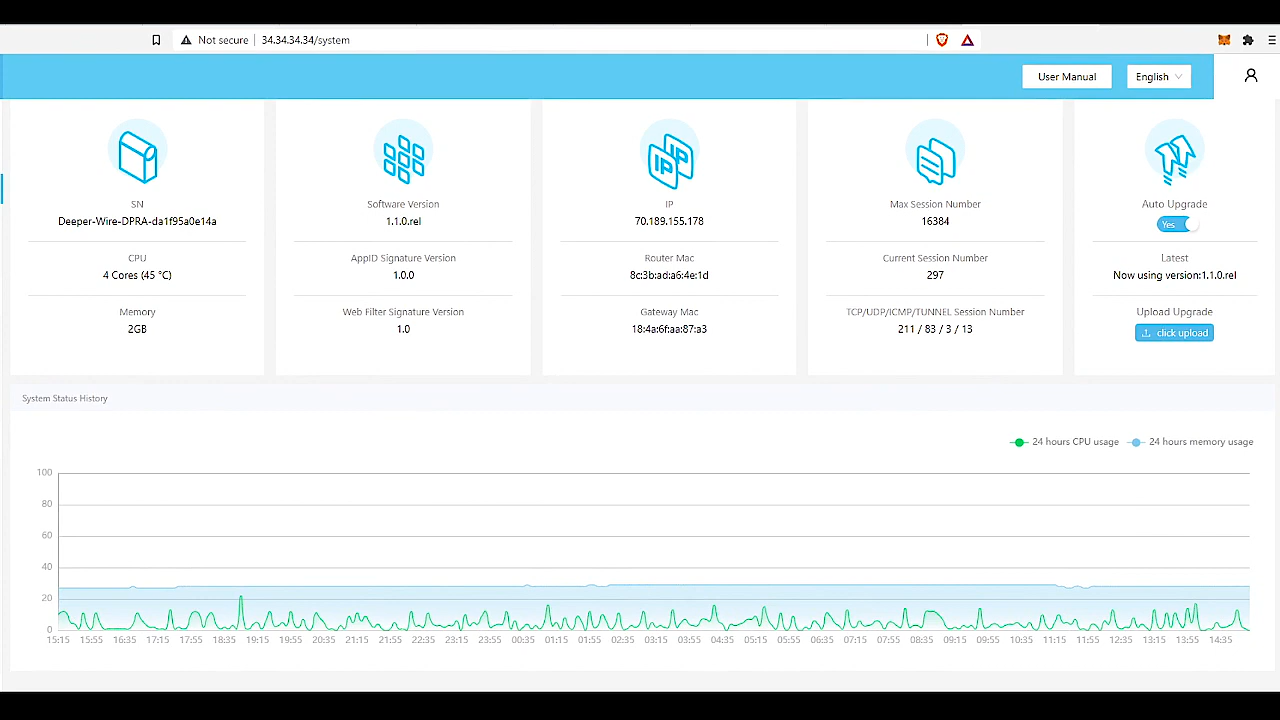 Not secure 34.34.34.34/system
User Manual English
SN
Deeper-Wire-DPRA-da1f95a0e14a
CPU
4 Cores (45 °C)
Memory
2GB
Software Version
1.1.0.rel
AppID Signature Version
1.0.0
Web Filter Signature Version
1.0
IP
IP
IP
70.189.155.178
Router Mac
8c:3b:ad:a6:4e:1d
Gateway Mac
18:4a:6f:aa:87:a3
Max Session Number
16384
Current Session Number
297
TCP/UDP/ICMP/TUNNEL Session Number
211 / 83 / 3 / 13
Auto Upgrade
Yes
Latest
Now using version:1.1.0.rel
Upload Upgrade
click upload
System Status History
24 hours CPU usage 24 hours memory usage
100
80
60
40
20
0
15:15 15:55 16:35 17:15 17:55 18:35 19:15 19:55 20:35 21:15 21:55 22:35 23:15 23:55 00:35 01:15 01:55 02:35 03:15 03:55 04:35 05:15 05:55 06:35 07:15 07:55 08:35 09:15 09:55 10:35 11:15 11:55 12:35 13:15 13:55 14:35